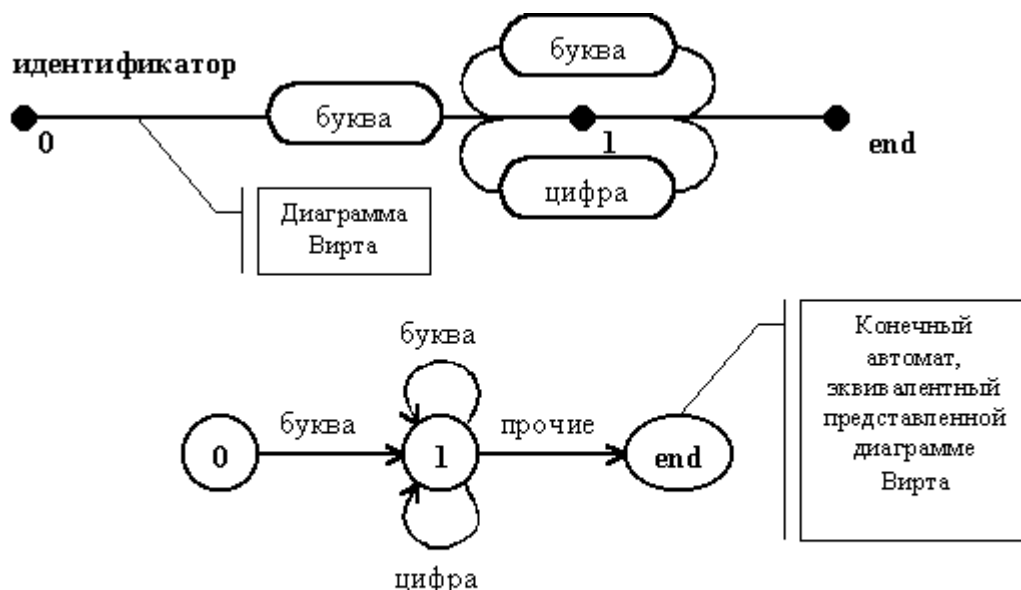 буква
идентификатор
буква
0
1
end
цифра
Диаграмма
Вирта
буква
буква
прочие
0
1
end
цифра
Конечный
автомат,
эквивалентный
представленной
диаграмме
Вирта